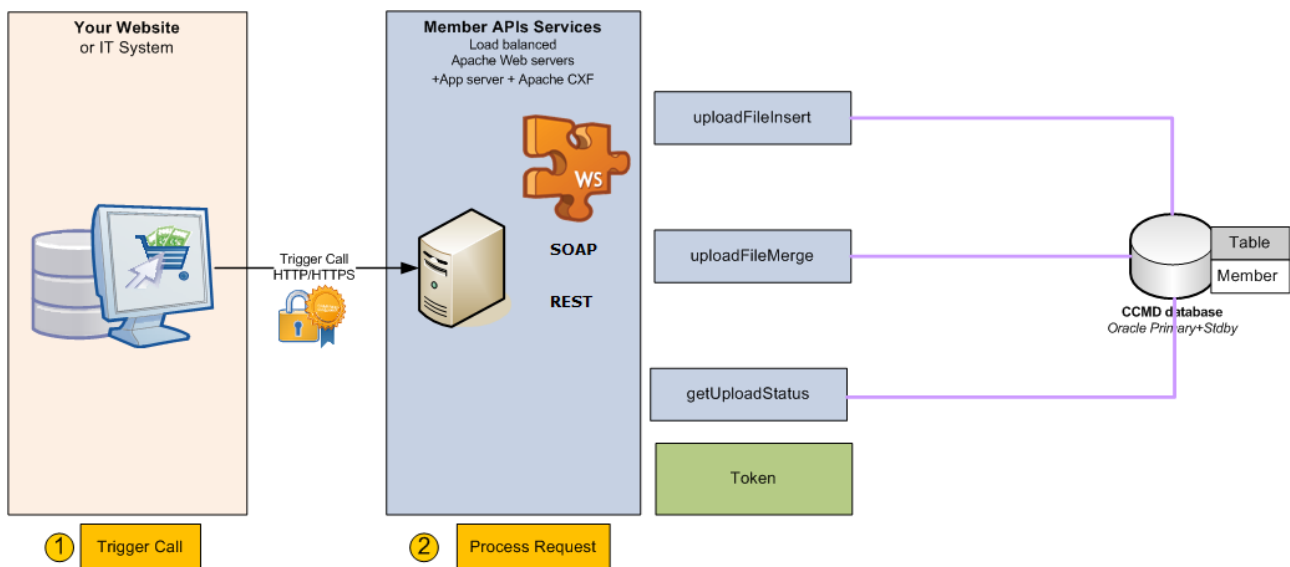 Your Website
or IT System
Trigger Call
HTTP/HTTPS
Member APIs Services
Load balanced
Apache Web servers
+App server + Apache CXF
WS
SOAP
REST
uploadFileInsert
uploadFileMerge
getUploadStatus
Token
Table
Member
CCMD database
Oracle Primary+Stdby
1
Trigger Call
2
Process Request